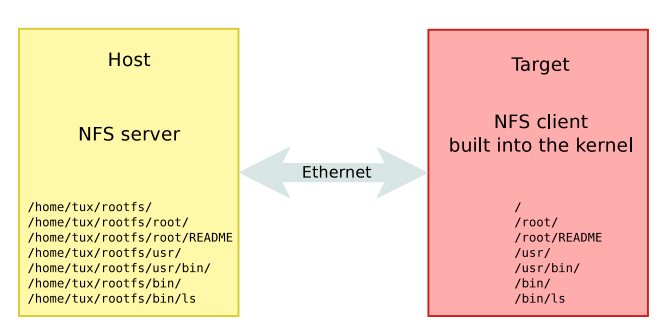 Host
NFS server
/home/tux/rootfs/
/home/tux/rootfs/root/
/home/tux/rootfs/root/README
/home/tux/rootfs/usr/
/home/tux/rootfs/usr/bin/
/home/tux/rootfs/bin/
/home/tux/rootfs/bin/ls
Ethernet
Target
NFS client
built into the kernel
/
/root/
/root/README
/usr/
/usr/bin/
/bin/
/bin/ls